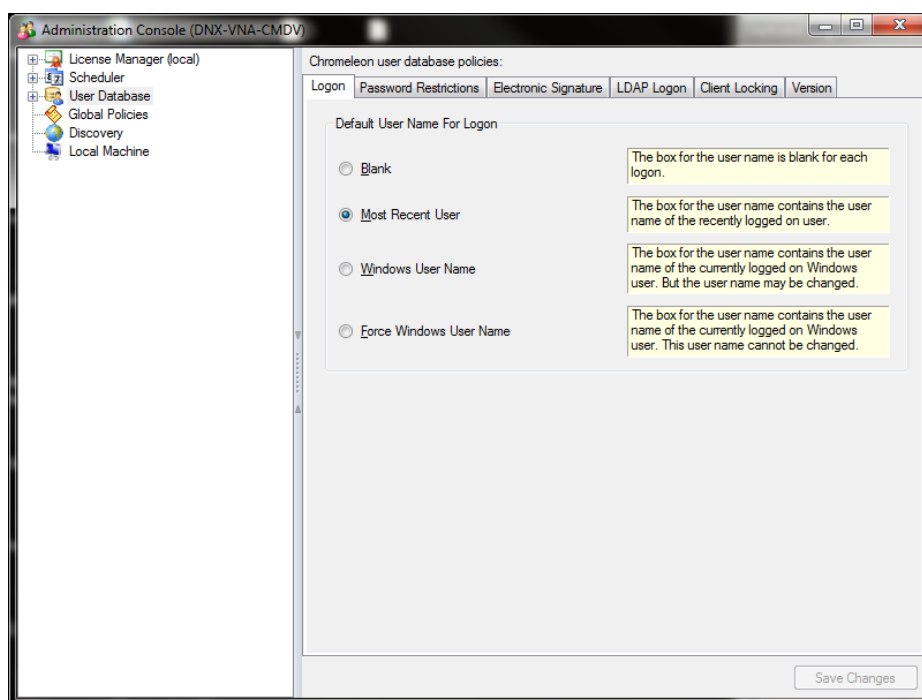 Administration Console (DNX-VNA-CMDV)
License Manager (local)
Scheduler
User Database
Global Policies
Discovery
Local Machine
Chromeleon user database policies:
Logon Password Restrictions Electronic Signature LDAP Logon Client Locking Version
Default User Name For Logon
Blank
The box for the user name is blank for each
logon.
Most Recent User
The box for the user name contains the user
name of the recently logged on user.
Windows User Name
The box for the user name contains the user
name of the currently logged on Windows
user. But the user name may be changed.
Force Windows User Name
The box for the user name contains the user
name of the currently logged on Windows
user. This user name cannot be changed.
Save Changes